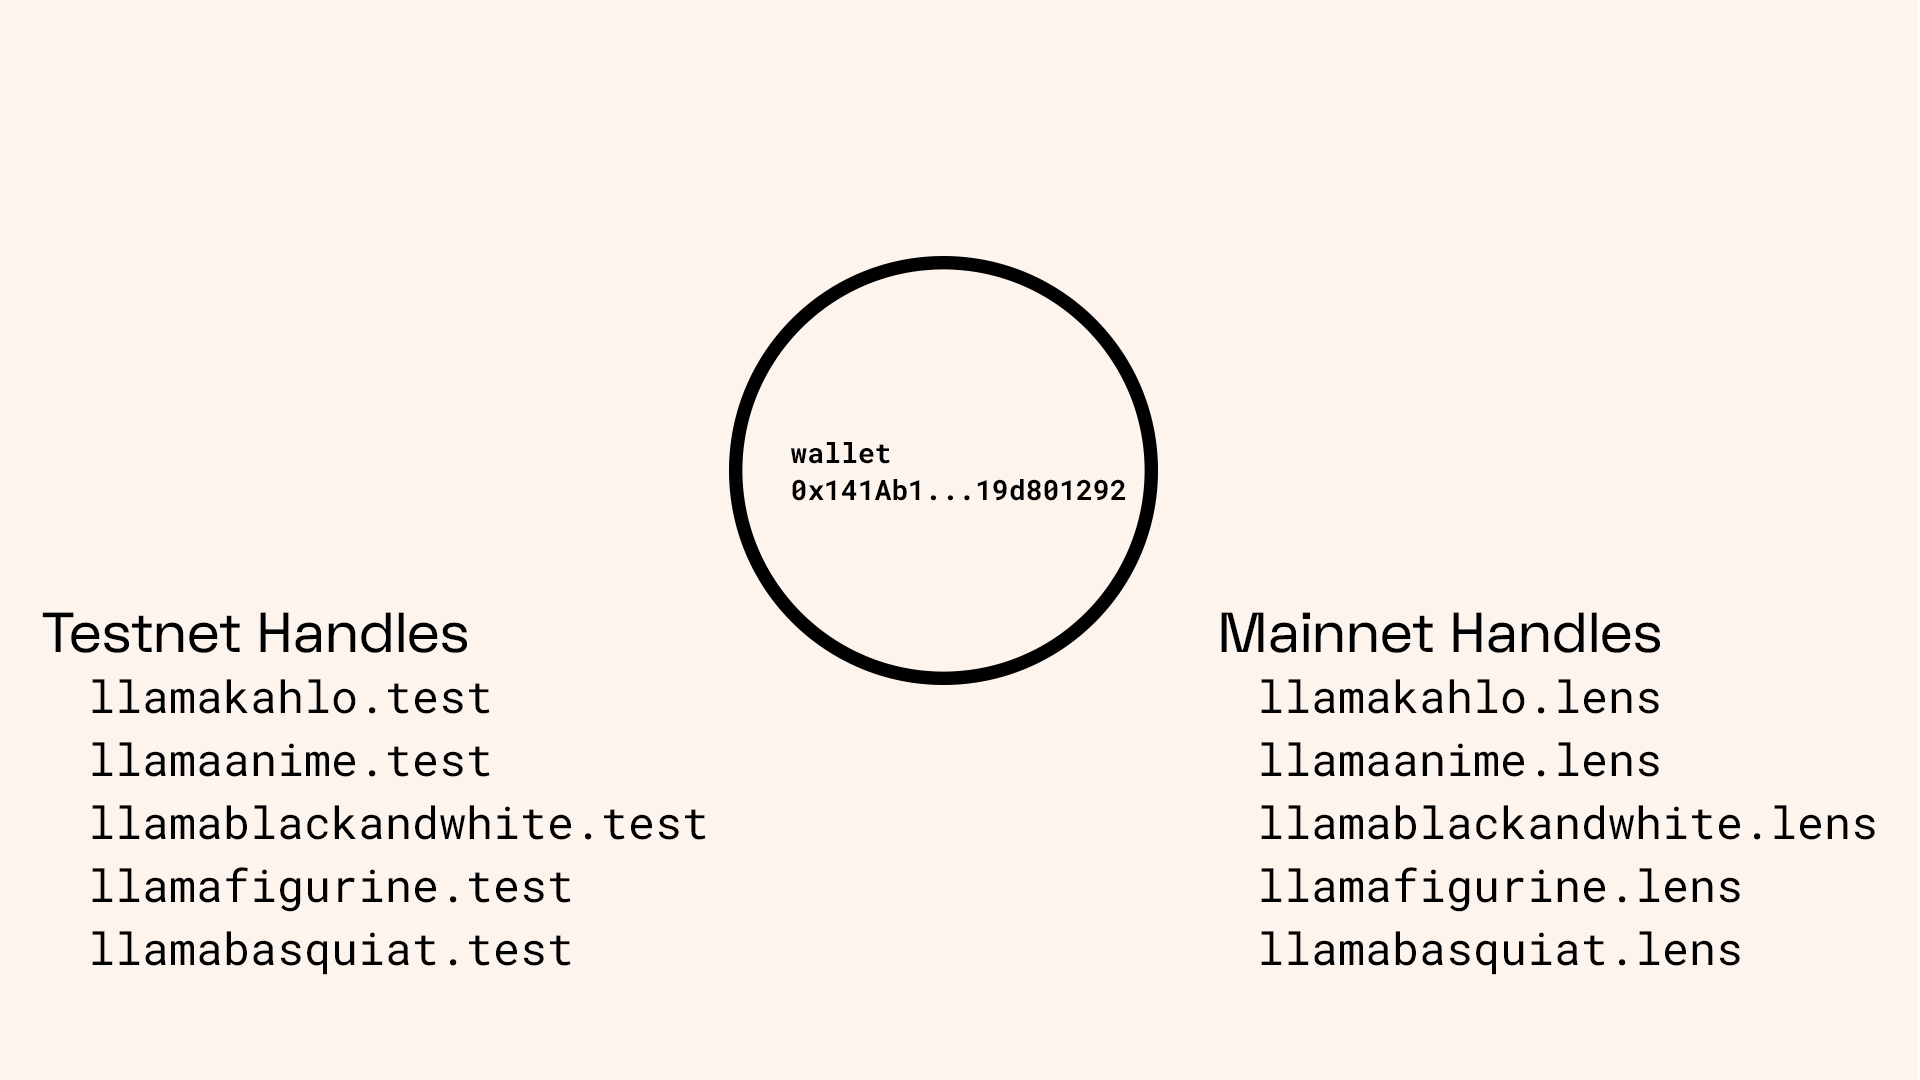 wallet
0x141Ab1...19d801292
Testnet Handles
llamakahlo.test
llamaanime.test
llamablackandwhite.test
llamafigurine.test
llamabasquiat.test
Mainnet Handles
llamakahlo.lens
llamaanime.lens
llamablackandwhite.lens
llamafigurine.lens
llamabasquiat.lens